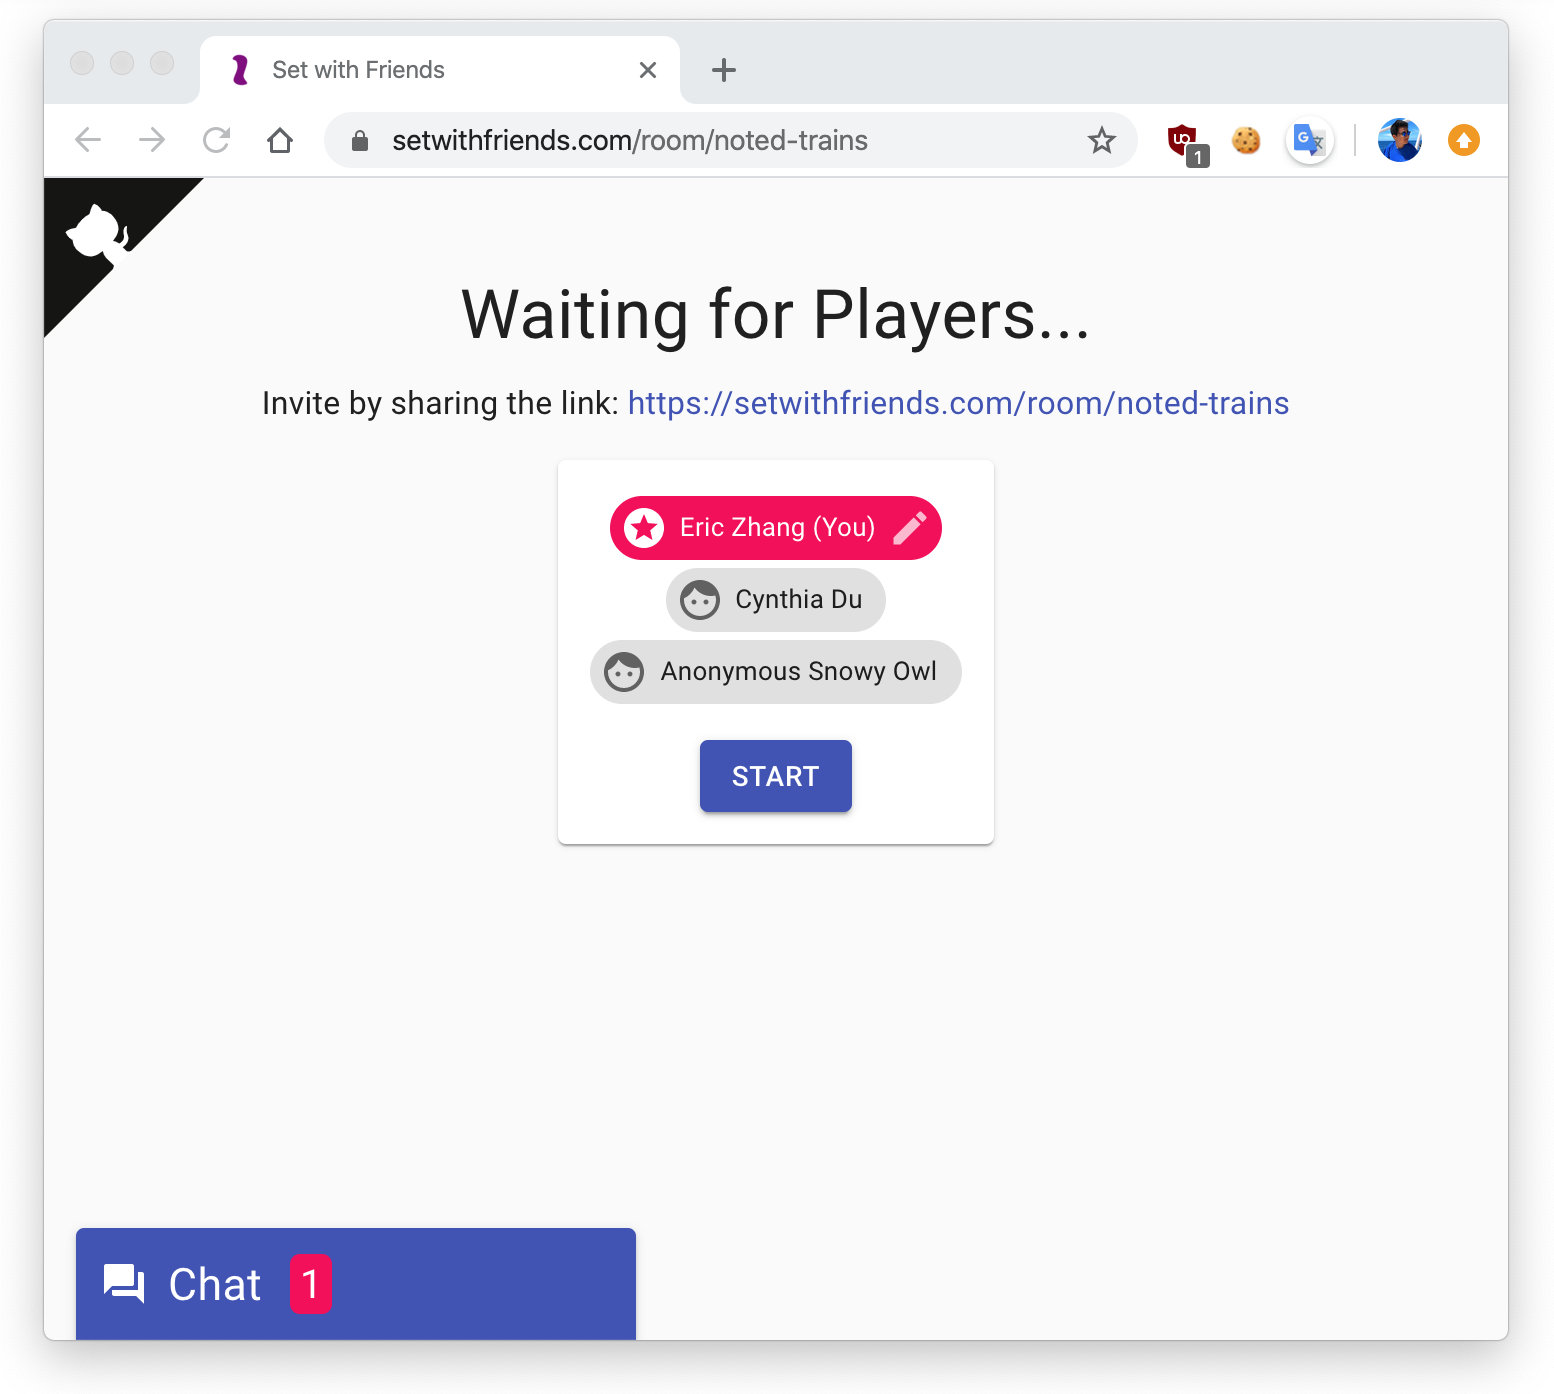 Set with Friends
setwithfriends.com/room/noted-trains
1
Waiting for Players...
Invite by sharing the link: https://setwithfriends.com/room/noted-trains
Eric Zhang (You)
Cynthia Du
Anonymous Snowy Owl
START
Chat 1